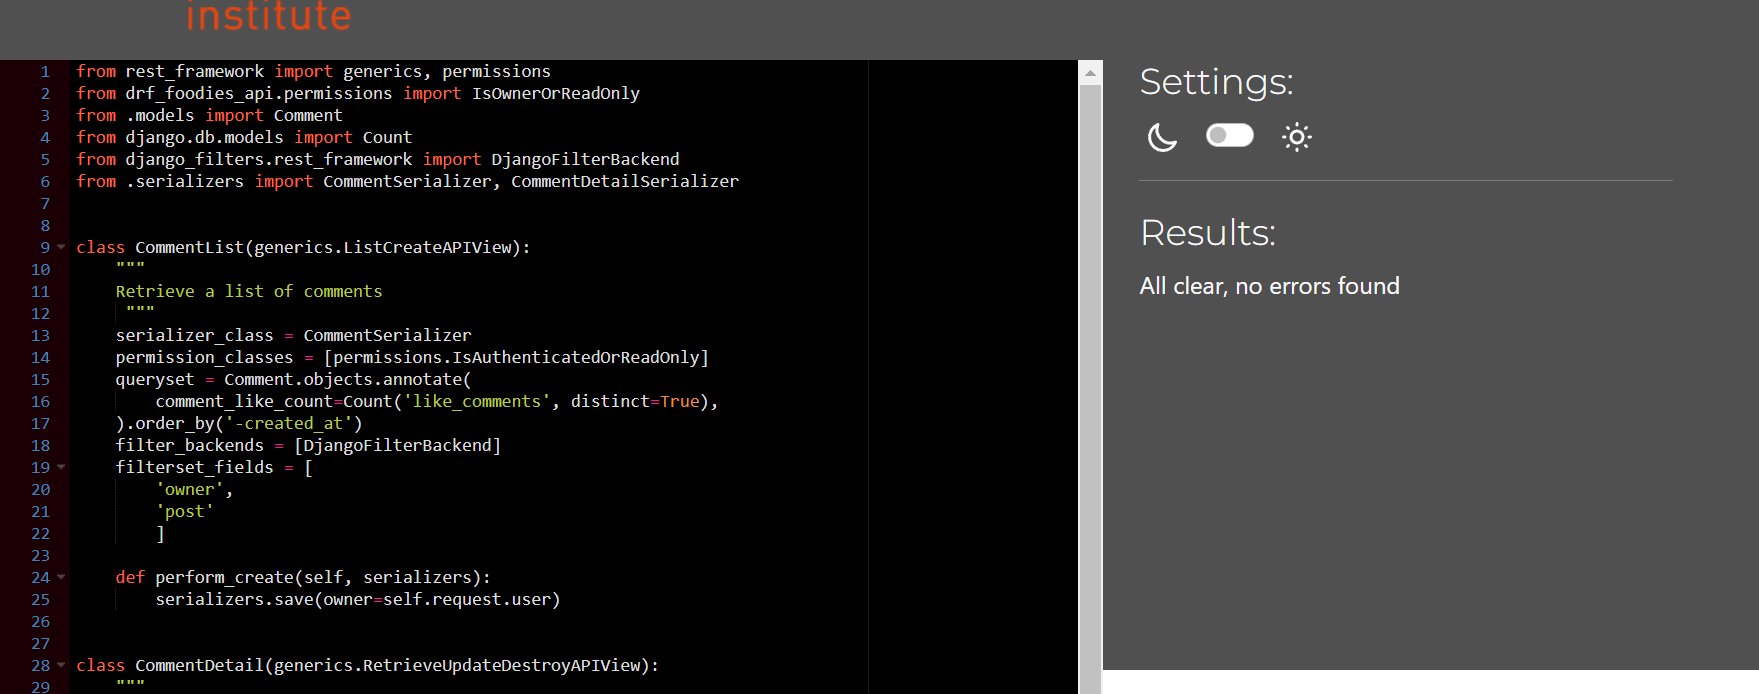 institute
1 from rest_framework import generics, permissions
2 from drf_foodies_api.permissions import IsOwnerOrReadOnly
3 from .models import Comment
4 from django.db.models import Count
5 from django_filters.rest_framework import DjangoFilterBackend
6 from .serializers import CommentSerializer, CommentDetailSerializer
7
8
9 class CommentList(generics.ListCreateAPIView):
10     """
11     Retrieve a list of comments
12      """
13     serializer_class = CommentSerializer
14     permission_classes = [permissions.IsAuthenticatedOrReadOnly]
15     queryset = Comment.objects.annotate(
16         comment_like_count=Count('like_comments', distinct=True),
17     ).order_by('-created_at')
18     filter_backends = [DjangoFilterBackend]
19     filterset_fields = [
20         'owner',
21         'post'
22         ]
23
24     def perform_create(self, serializers):
25         serializers.save(owner=self.request.user)
26
27
28 class CommentDetail(generics.RetrieveUpdateDestroyAPIView):
29     """
Settings:
Results:
All clear, no errors found